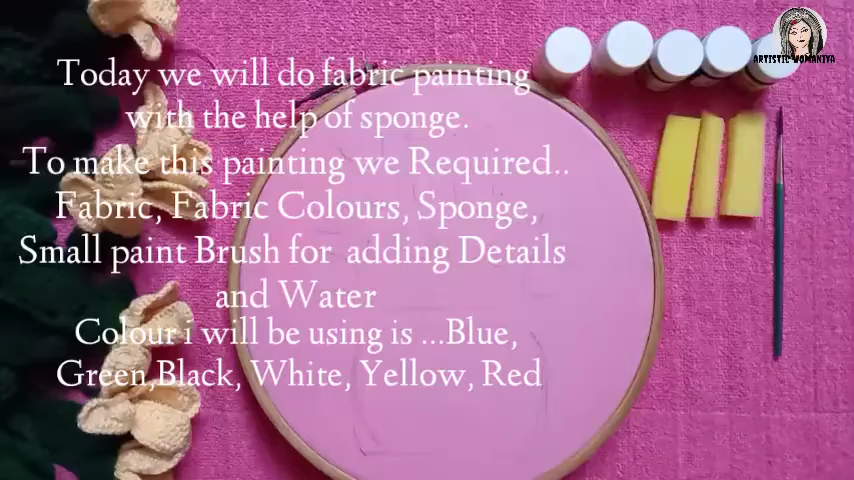 ARTISTIC WOMANIYA
Today we will do fabric painting
with the help of sponge.
To make this painting we Required..
Fabric, Fabric Colours, Sponge,
Small paint Brush for adding Details
and Water
Colour i will be using is ...Blue,
Green,Black, White, Yellow, Red